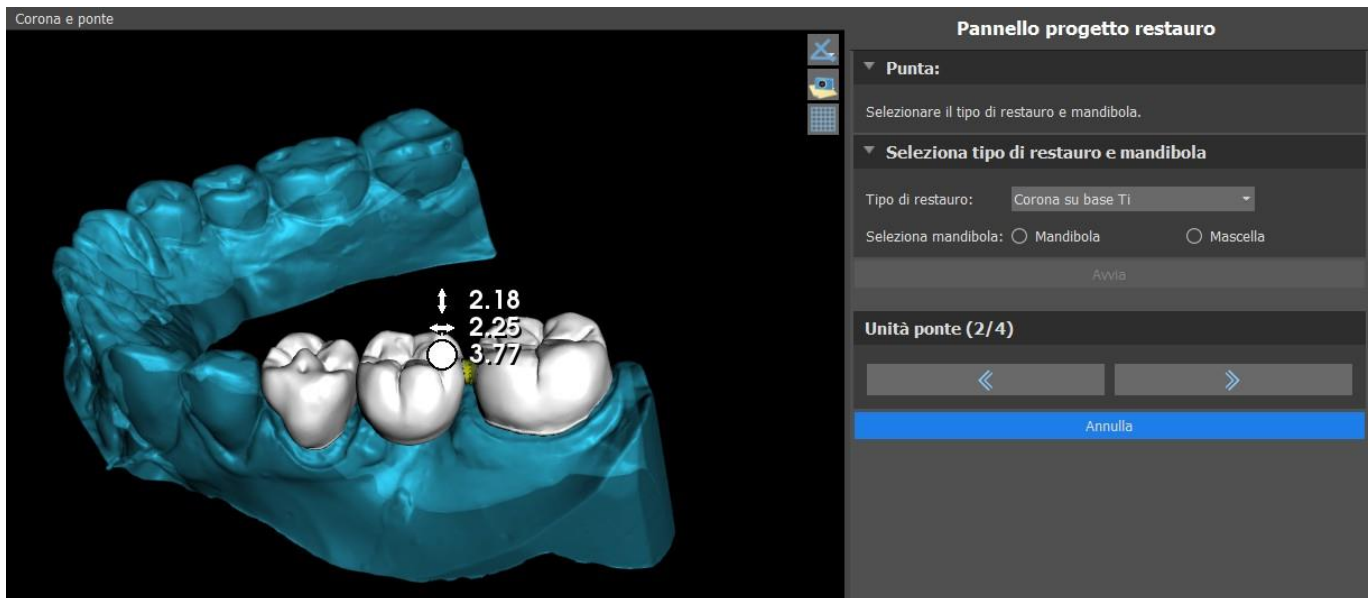 Corona e ponte
2.18
2.25
3.77
Pannello progetto restauro
Punta:
Selezionare il tipo di restauro e mandibola.
Seleziona tipo di restauro e mandibola
Tipo di restauro: Corona su base Ti
Seleziona mandibola: Mandibola Mascella
Avvia
Unità ponte (2/4)
Annulla